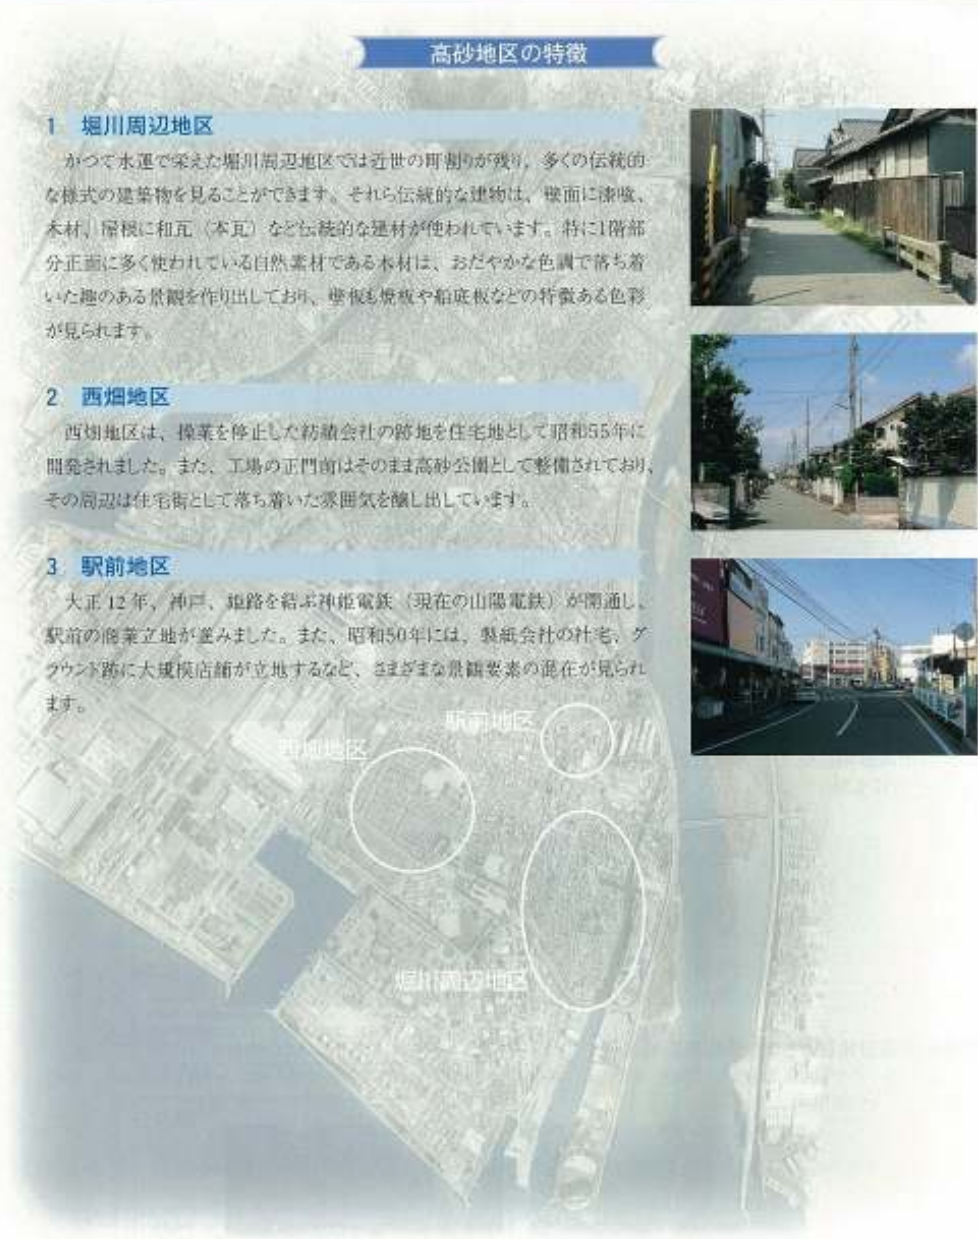 高砂地区の特徴
1 堀川周辺地区
かつて水運で栄えた堀川周辺地区では近世の町割りが残り、多くの伝統的
な様式の建築物を見ることができます。それら伝統的な建物は、壁面に漆喰、
木材、屋根に和瓦（本瓦）など伝統的な建材が使われています。特に1階部
分正面に多く使われている自然素材である木材は、おだやかな色調で落ち着
いた趣のある景観を作り出しており、壁板も焼板や船底板などの特徴ある色彩
が見られます。
2 西畑地区
西畑地区は、操業を停止した紡績会社の跡地を住宅地として昭和55年に
開発されました。また、工場の正門前はそのまま高砂公園として整備されており、
その周辺は住宅街として落ち着いた雰囲気を醸し出しています。
3 駅前地区
大正12年、神戸、姫路を結ぶ神姫電鉄（現在の山陽電鉄）が開通し、
駅前の商業立地が進みました。また、昭和50年には、製紙会社の社宅、グ
ラウンド跡に大規模店舗が立地するなど、さまざまな景観要素の混在が見られ
ます。
駅前地区
西畑地区
堀川周辺地区